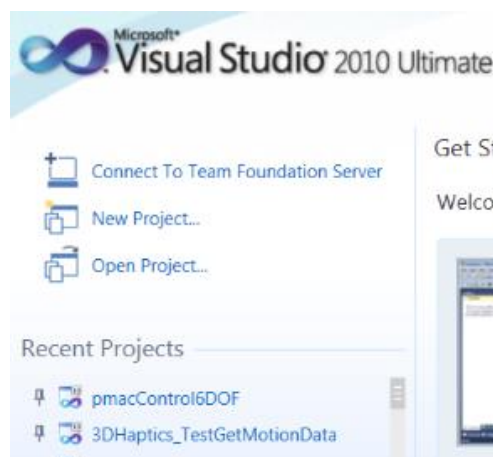 Microsoft®
Visual Studio 2010 Ultimate
Connect To Team Foundation Server
New Project...
Open Project...
Get St
Welco
Recent Projects
pmacControl6DOF
3DHaptics_TestGetMotionData